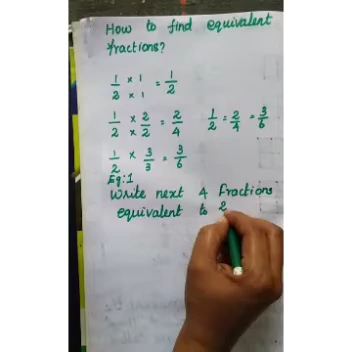 How to find equivalent
fractions?
1/2 × 1/× 1 = 1/2
1/2 × 2/2 = 2/4    1/2 = 2/4 = 3/6
1/2 × 3/3 = 3/6
Eg:1
Write next 4 fractions
equivalent to 2